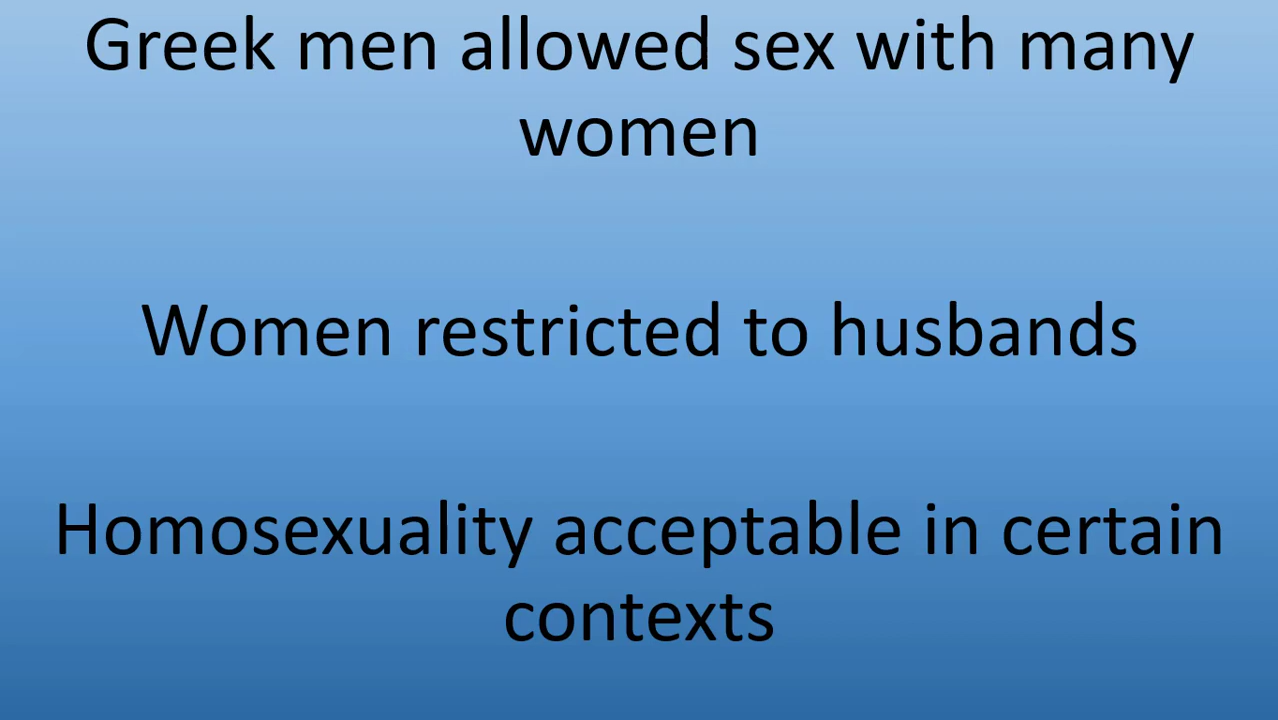 Greek men allowed sex with many
women
Women restricted to husbands
Homosexuality acceptable in certain
contexts